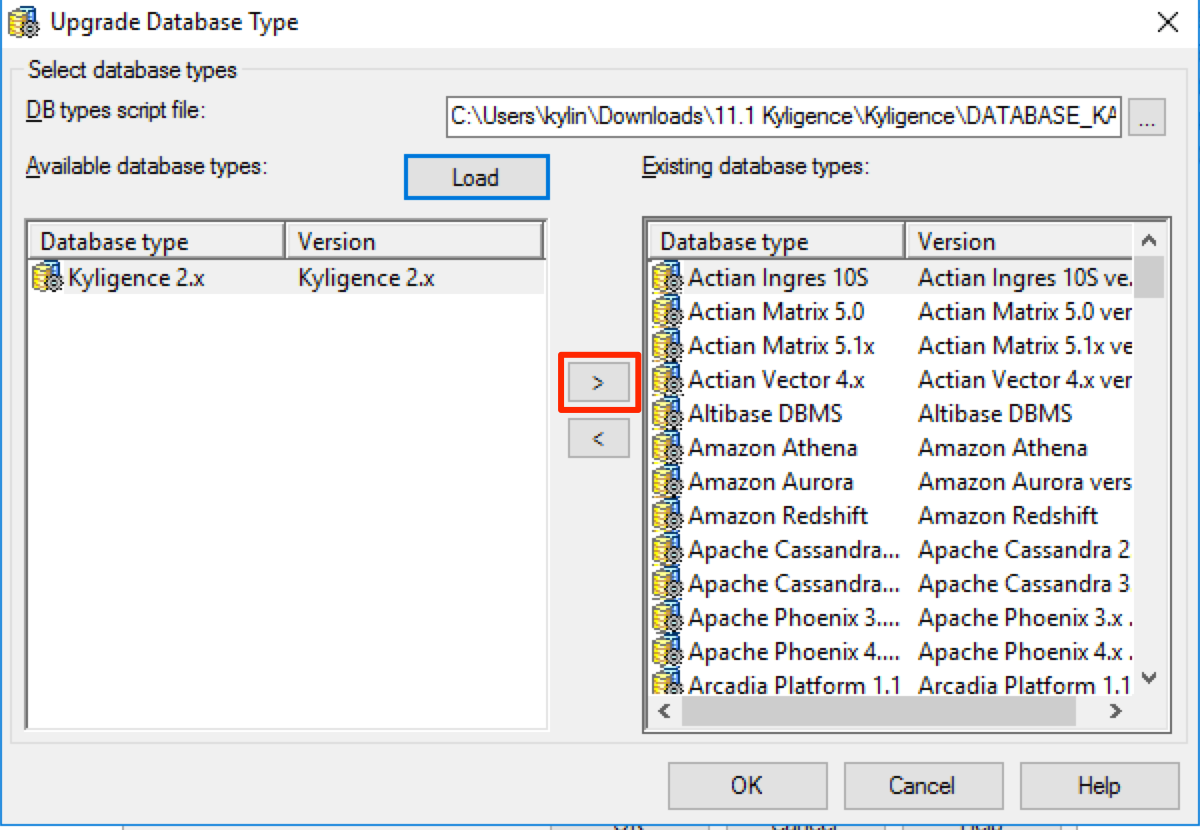 Upgrade Database Type
Select database types
DB types script file:
C:\Users\kylin\Downloads\11.1 Kyligence\Kyligence\DATABASE_KA
...
Available database types:
Load
Existing database types:
Database type Version
Kyligence 2.x Kyligence 2.x
>
<
Database type Version
Actian Ingres 10S Actian Ingres 10S ve.
Actian Matrix 5.0 Actian Matrix 5.0 ver
Actian Matrix 5.1x Actian Matrix 5.1x ve
Actian Vector 4.x Actian Vector 4.x ver
Altibase DBMS Altibase DBMS
Amazon Athena Amazon Athena
Amazon Aurora Amazon Aurora vers
Amazon Redshift Amazon Redshift
Apache Cassandra... Apache Cassandra 2
Apache Cassandra... Apache Cassandra 3
Apache Phoenix 3.... Apache Phoenix 3.x .
Apache Phoenix 4.... Apache Phoenix 4.x .
Arcadia Platform 1.1 Arcadia Platform 1.1
OK Cancel Help